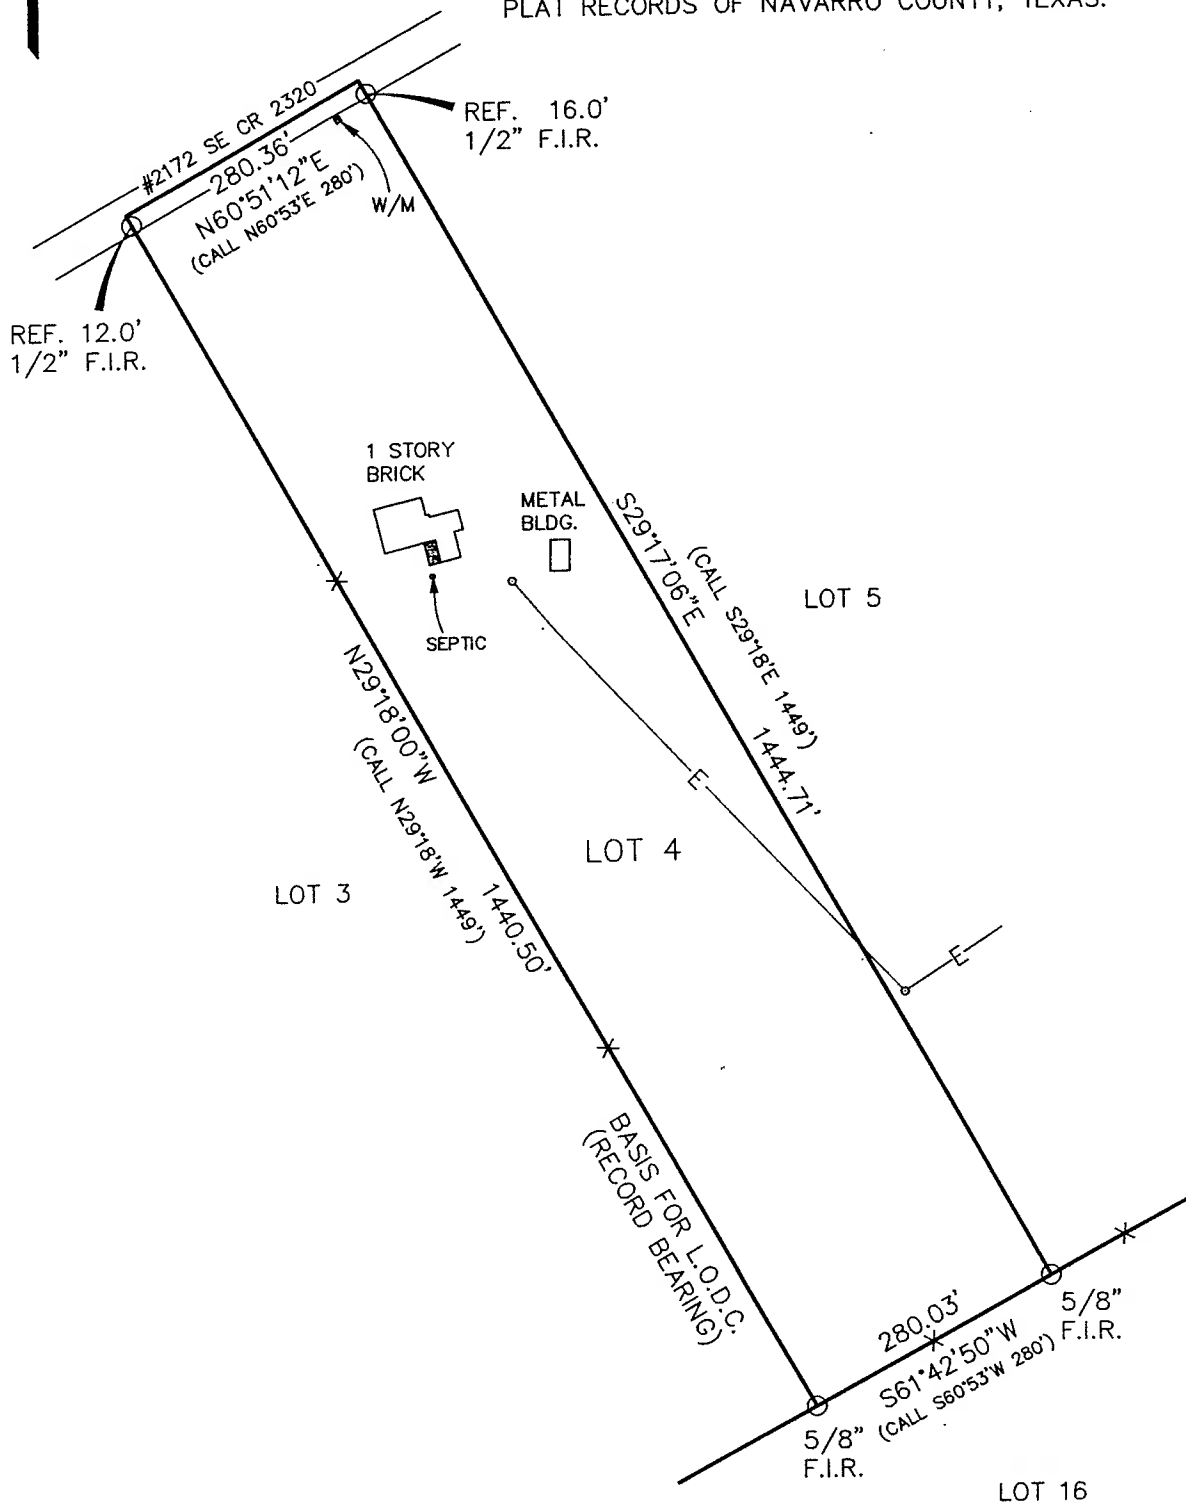 PLAT RECORDS OF NAVARRO COUNTY, TEXAS.
#2172 SE CR 2320
280.36'
N60°51'12"E
(CALL N60°53'E 280')
REF. 16.0'
1/2" F.I.R.
W/M
REF. 12.0'
1/2" F.I.R.
1 STORY
BRICK
METAL
BLDG.
SEPTIC
S29°17'06"E
(CALL S29°18'E 1449')
1444.71'
LOT 5
N29°18'00"W
(CALL N29°18'W 1449')
1440.50'
E
LOT 4
LOT 3
E
BASIS FOR L.O.D.C.
(RECORD BEARING)
280.03'
S61°42'50"W
(CALL S60°53'W 280')
5/8"
F.I.R.
5/8"
F.I.R.
LOT 16